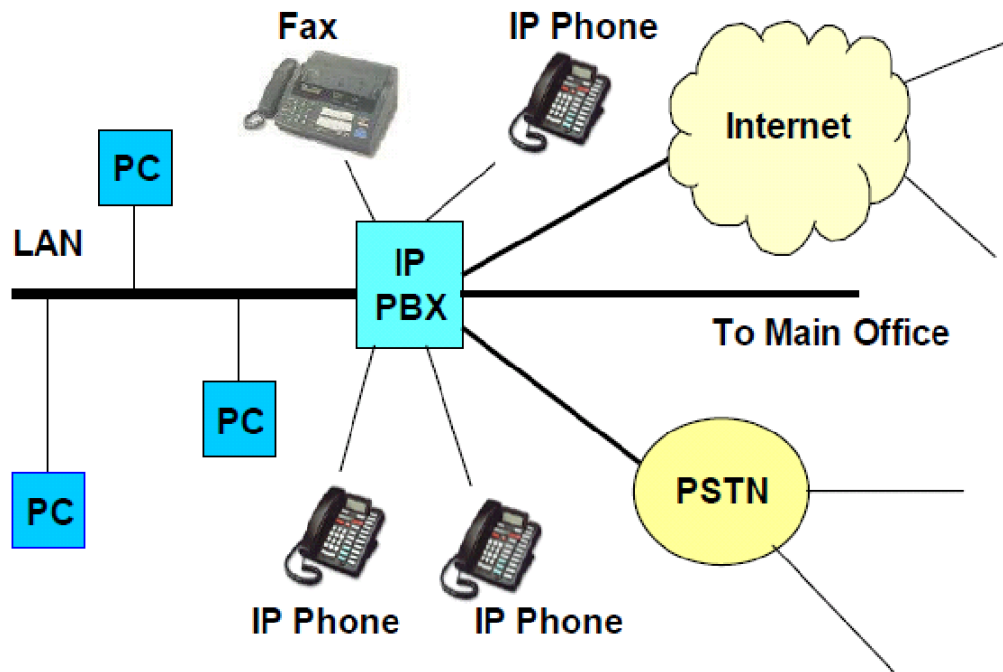 Fax
IP Phone
Internet
PC
LAN
IP
PBX
To Main Office
PC
PC
PSTN
IP Phone
IP Phone